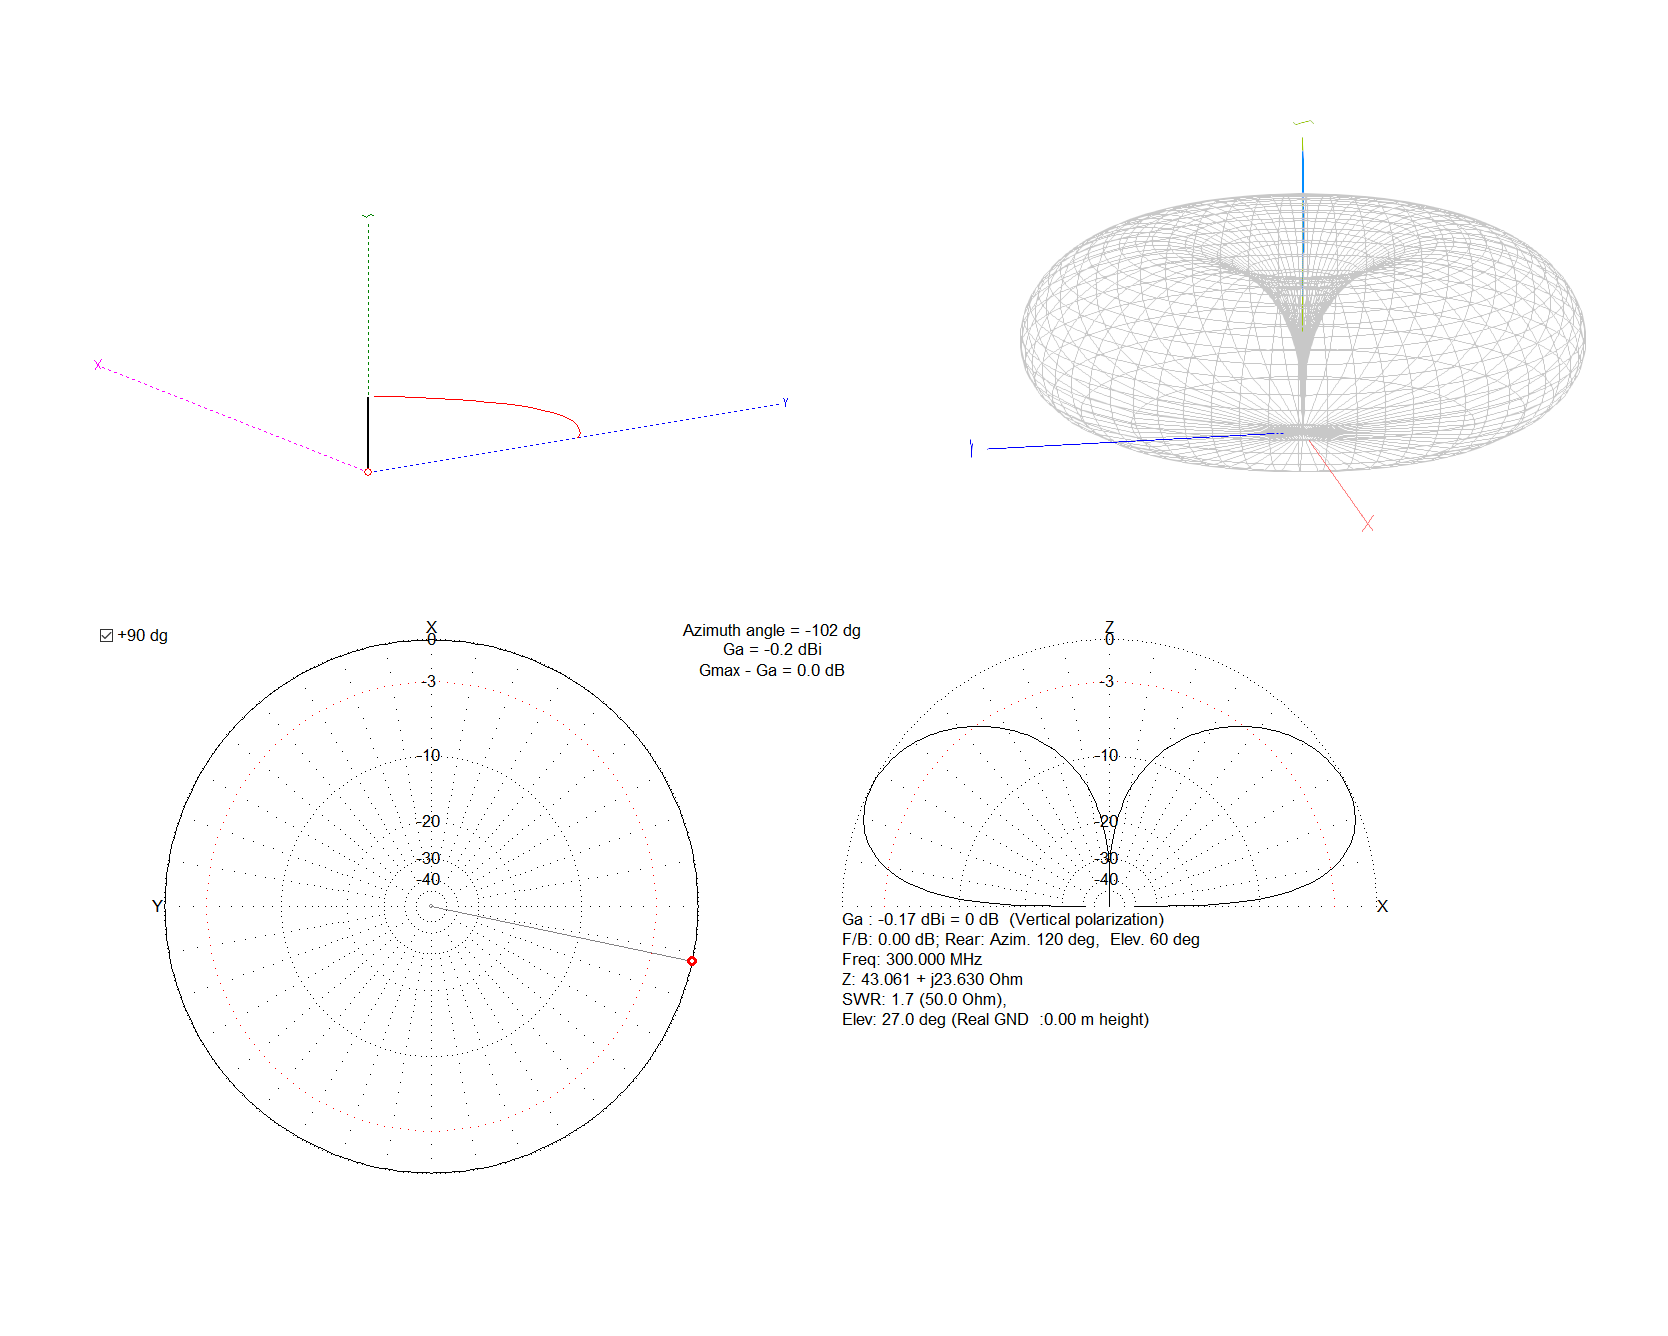 X
Y
Y
X
+90 dg
X
0
-3
-10
-20
-30
-40
Y
Azimuth angle = -102 dg
Ga = -0.2 dBi
Gmax - Ga = 0.0 dB
Z
0
-3
-10
-20
-30
-40
X
Ga : -0.17 dBi = 0 dB (Vertical polarization)
F/B: 0.00 dB; Rear: Azim. 120 deg, Elev. 60 deg
Freq: 300.000 MHz
Z: 43.061 + j23.630 Ohm
SWR: 1.7 (50.0 Ohm),
Elev: 27.0 deg (Real GND :0.00 m height)